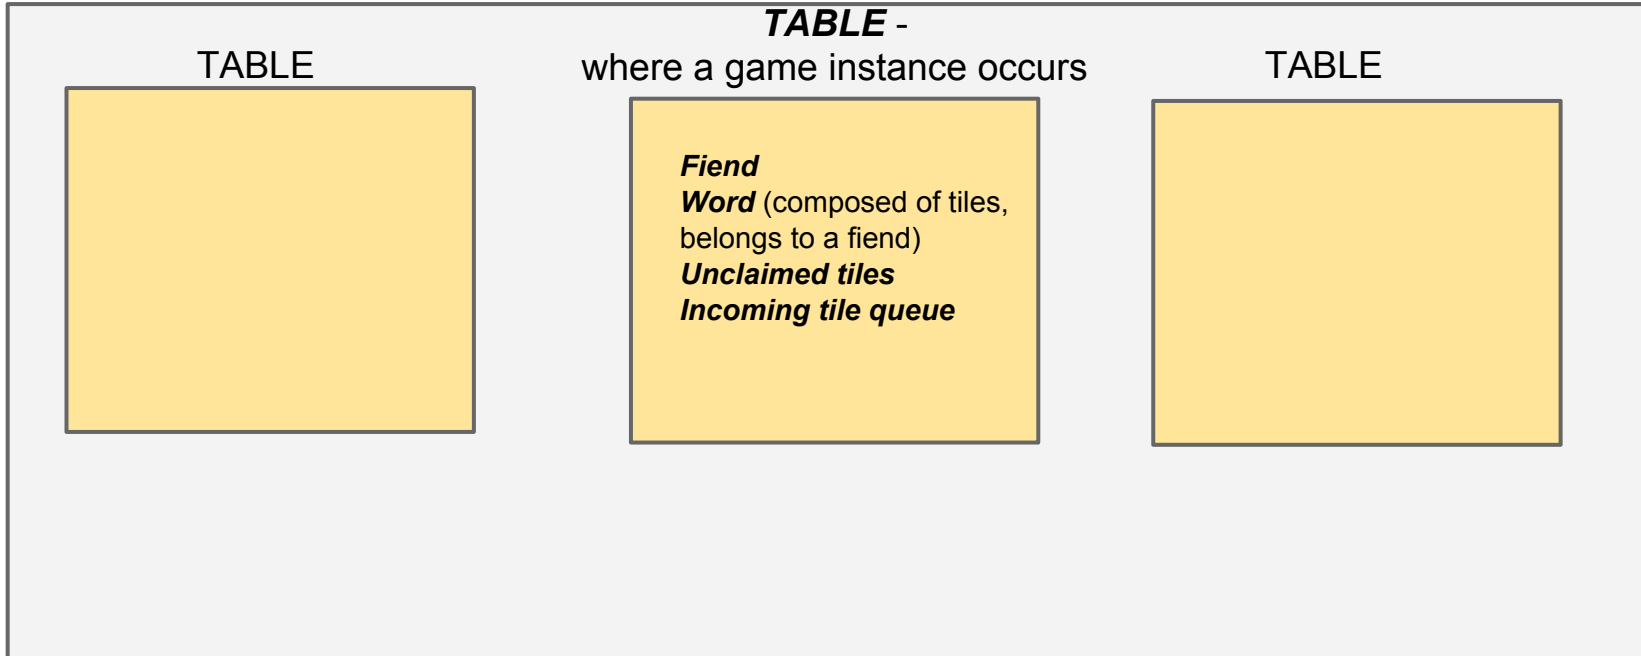 TABLE -
where a game instance occurs
TABLE
TABLE
Fiend
Word (composed of tiles,
belongs to a fiend)
Unclaimed tiles
Incoming tile queue